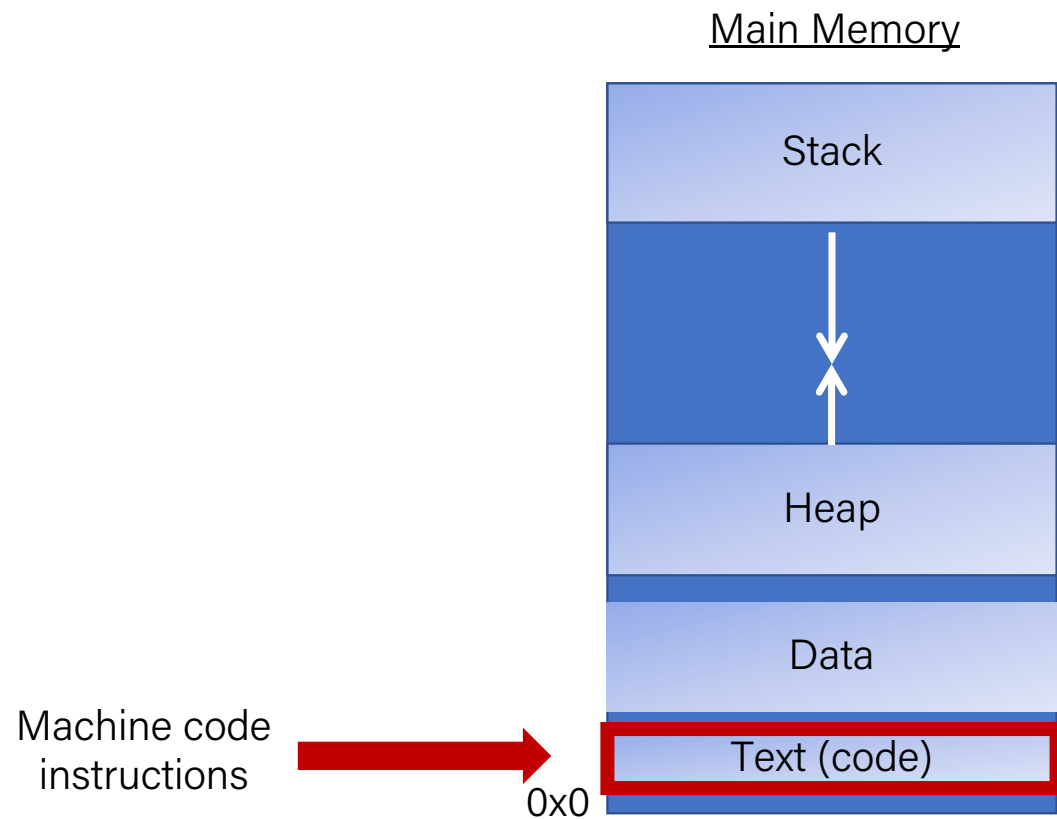 Main Memory
Stack
Heap
Data
Machine code
instructions
Text (code)
0x0